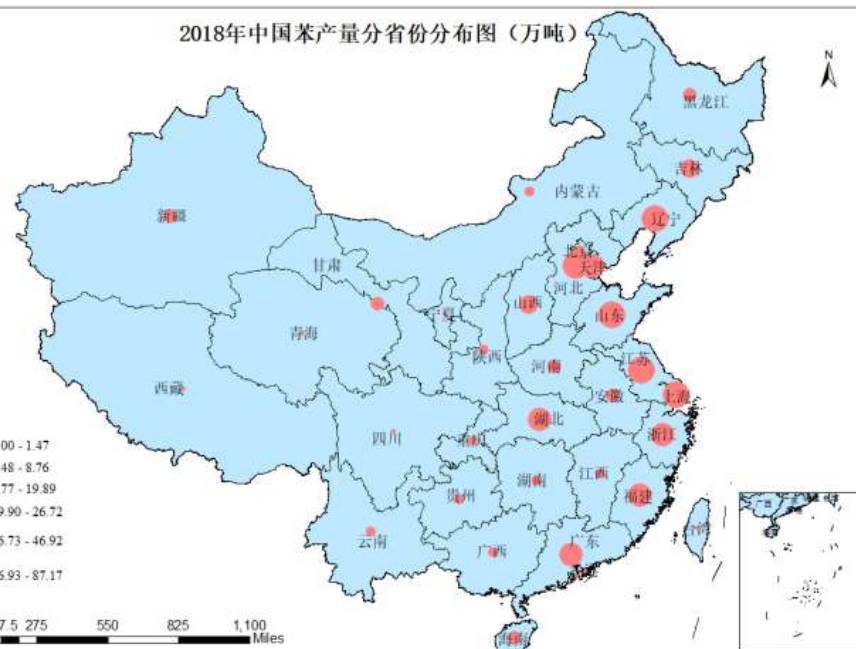 2018年中国苯产量分省份分布图（万吨）
N
黑龙江
吉林
内蒙古
新疆
辽宁
北京
天津
甘肃
河北
山西
宁夏
山东
青海
陕西
河南
江苏
西藏
安徽
上海
湖北
四川
浙江
重庆
00 - 1.47
48 - 8.76
77 - 19.89
9.90 - 26.72
5.73 - 46.92
5.93 - 87.17
湖南
江西
贵州
福建
云南
广西
广东
台湾
海南
7.5 275 550 825 1,100
Miles